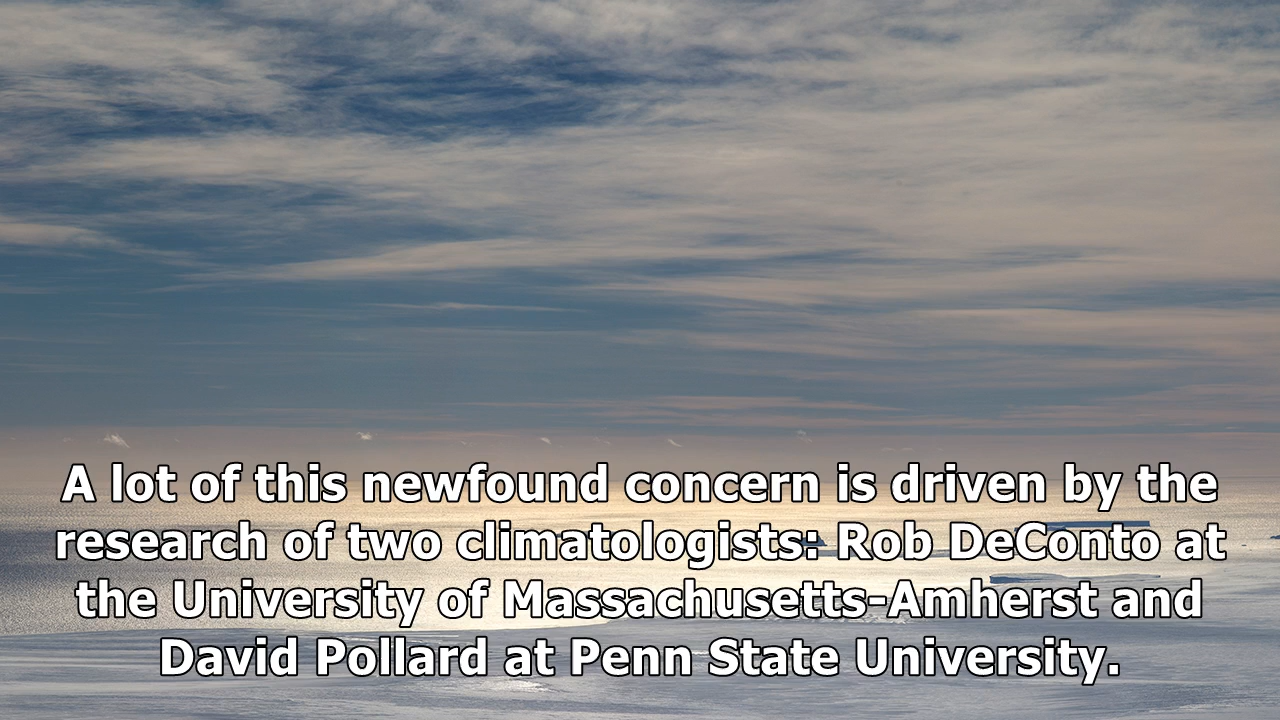 A lot of this newfound concern is driven by the
research of two climatologists: Rob DeConto at
the University of Massachusetts-Amherst and
David Pollard at Penn State University.